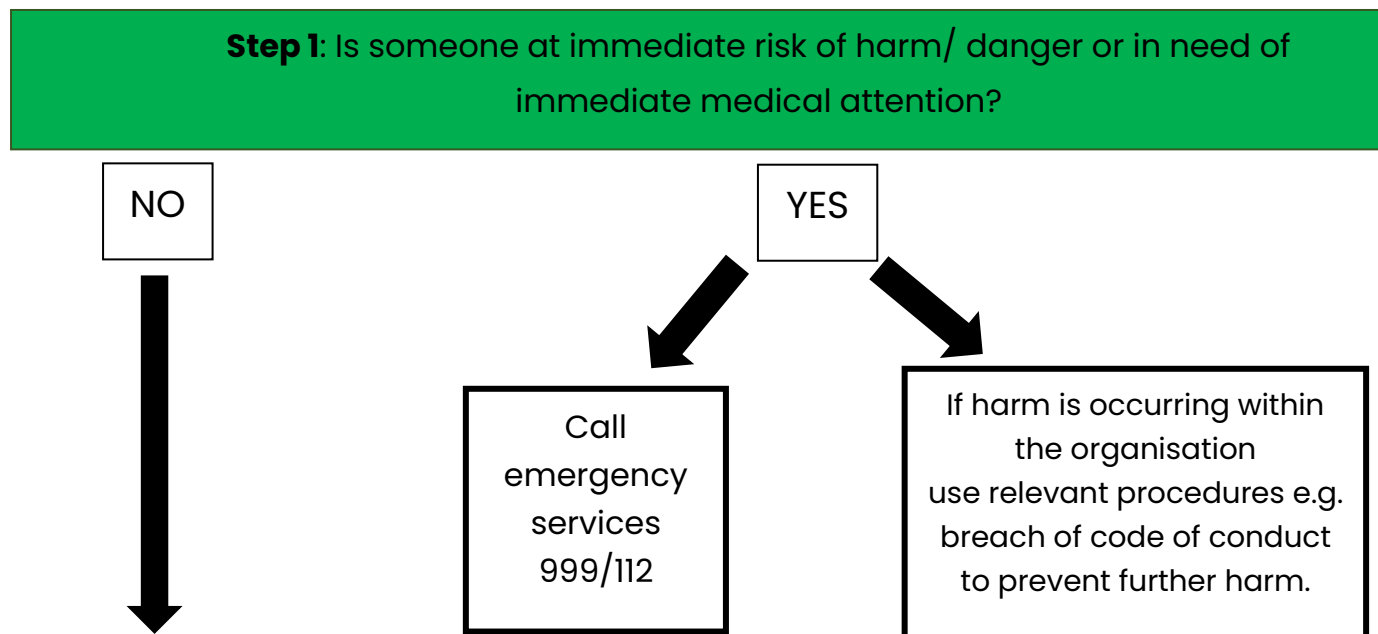 Step 1: Is someone at immediate risk of harm/ danger or in need of
immediate medical attention?
NO
YES
Call
emergency
services
999/112
If harm is occurring within
the organisation
use relevant procedures e.g.
breach of code of conduct
to prevent further harm.